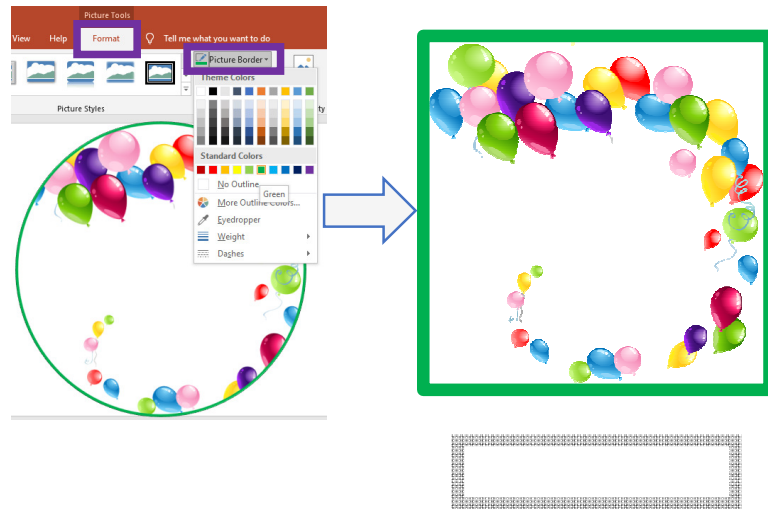 Picture Tools
View Help Format Tell me what you want to do
Picture Border
Theme Colors
Picture Styles
ty
Standard Colors
No Outline
Green
More Outline Colors...
Eyedropper
Weight
Dashes